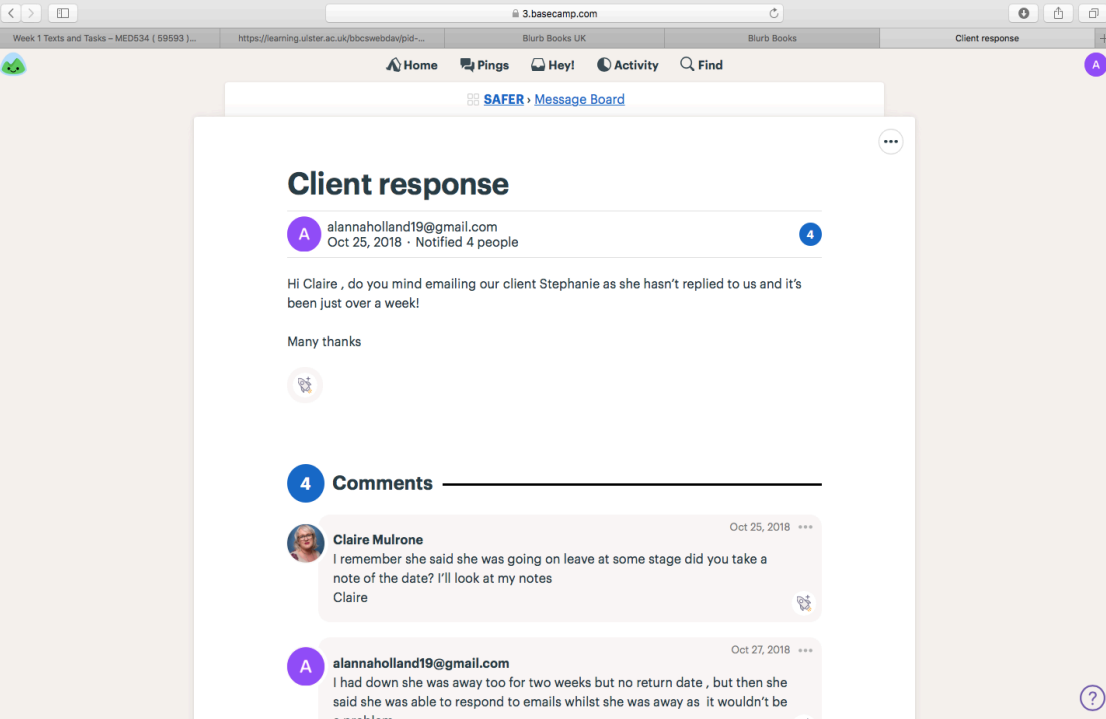 3.basecamp.com
Week 1 Texts and Tasks – MED534 ( 59593 )...
https://learning.ulster.ac.uk/bbcswebdav/pid-...
Blurb Books UK
Blurb Books
Client response
Home
Pings
Hey!
Activity
Find
A
SAFER › Message Board
Client response
A
alannaholland19@gmail.com
Oct 25, 2018 · Notified 4 people
4
Hi Claire , do you mind emailing our client Stephanie as she hasn't replied to us and it's
been just over a week!
Many thanks
4 Comments
Oct 25, 2018
Claire Mulrone
I remember she said she was going on leave at some stage did you take a
note of the date? I'll look at my notes
Claire
Oct 27, 2018
A
alannaholland19@gmail.com
I had down she was away too for two weeks but no return date , but then she
said she was able to respond to emails whilst she was away as  it wouldn't be
?